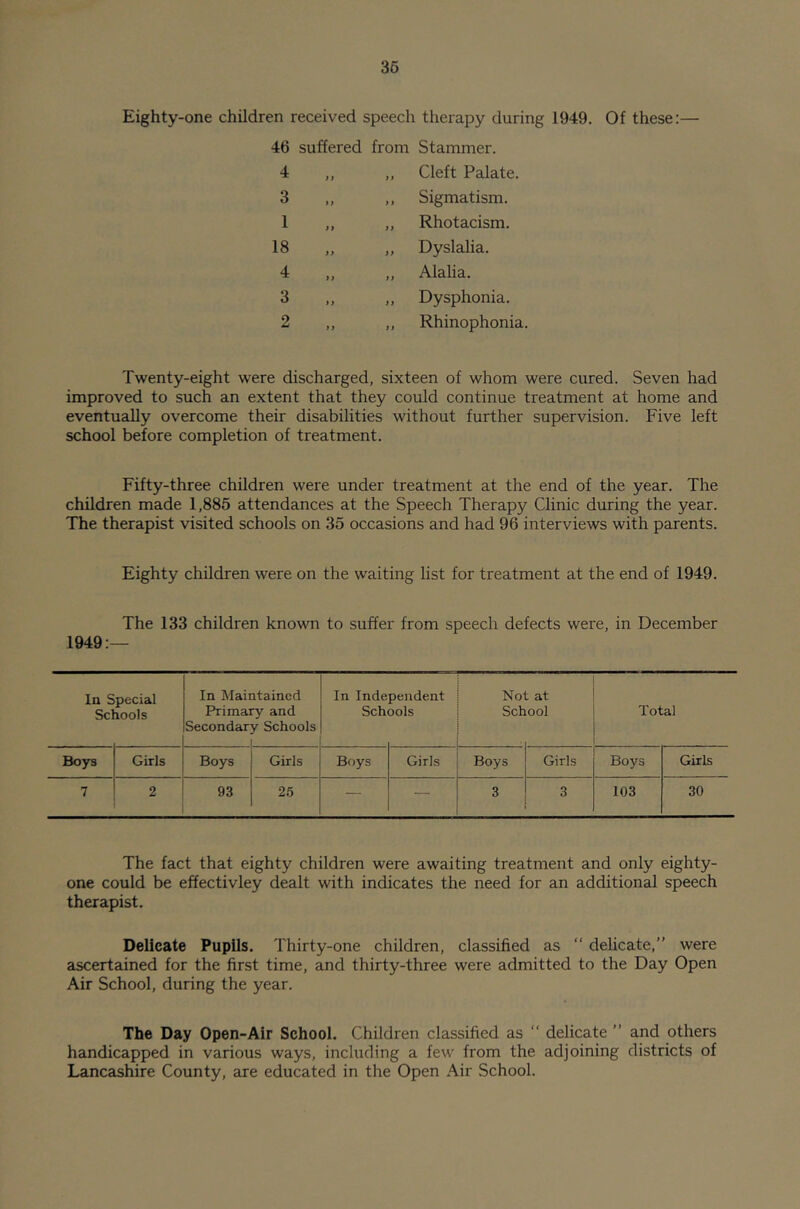 35
Eighty-one children received speech therapy during 1949. Of these:—
46 suffered from Stammer.
4 ,, ,, Cleft Palate.
3 ,, ,, Sigmatism.
1 ,, ,, Rhotacism.
18 ,, ,, Dyslalia.
4 ,, ,, Alalia.
3 ,, ,, Dysphonia.
2 ,, ,, Rhinophonia.
Twenty-eight were discharged, sixteen of whom were cured. Seven had
improved to such an extent that they could continue treatment at home and
eventually overcome their disabilities without further supervision. Five left
school before completion of treatment.
Fifty-three children were under treatment at the end of the year. The
children made 1,885 attendances at the Speech Therapy Clinic during the year.
The therapist visited schools on 35 occasions and had 96 interviews with parents.
Eighty children were on the waiting list for treatment at the end of 1949.
The 133 children known to suffer from speech defects were, in December
1949:—
In Special Schools | In Maintained Primary and Secondary Schools | In Independent Schools | Not at School | Total
Boys | Girls | Boys | Girls | Boys | Girls | Boys | Girls | Boys | Girls
7 | 2 | 93 | 25 | — | — | 3 | 3 | 103 | 30
The fact that eighty children were awaiting treatment and only eighty-
one could be effectivley dealt with indicates the need for an additional speech
therapist.
Delicate Pupils. Thirty-one children, classified as “ delicate,” were
ascertained for the first time, and thirty-three were admitted to the Day Open
Air School, during the year.
The Day Open-Air School. Children classified as “ delicate ” and others
handicapped in various ways, including a few from the adjoining districts of
Lancashire County, are educated in the Open Air School.